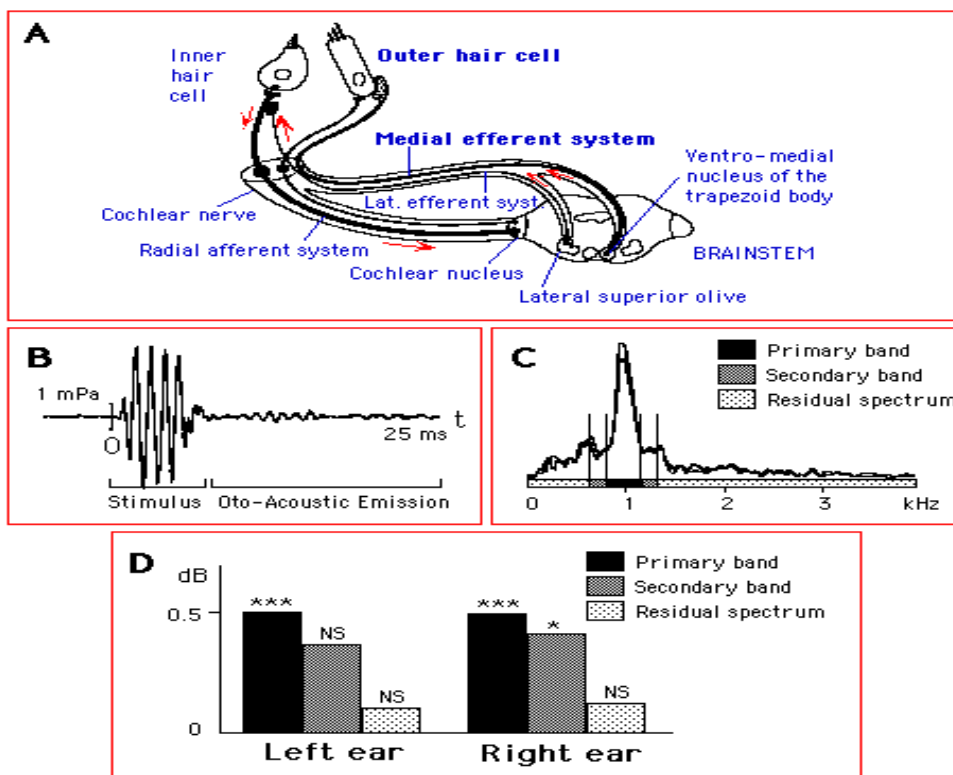 A
Inner
hair
cell
Outer hair cell
Medial efferent system
Ventro-medial
nucleus of the
trapezoid body
Lat. efferent syst
Cochlear nerve
Radial afferent system
Cochlear nucleus
BRAINSTEM
Lateral superior olive
B
1 mPa
0
t
25 ms
Stimulus
Oto-Acoustic Emission
C
Primary band
Secondary band
Residual spectrum
0 1 2 3 kHz
D
dB
Primary band
Secondary band
Residual spectrum
0.5
*** NS NS
*** * NS
0
Left ear Right ear